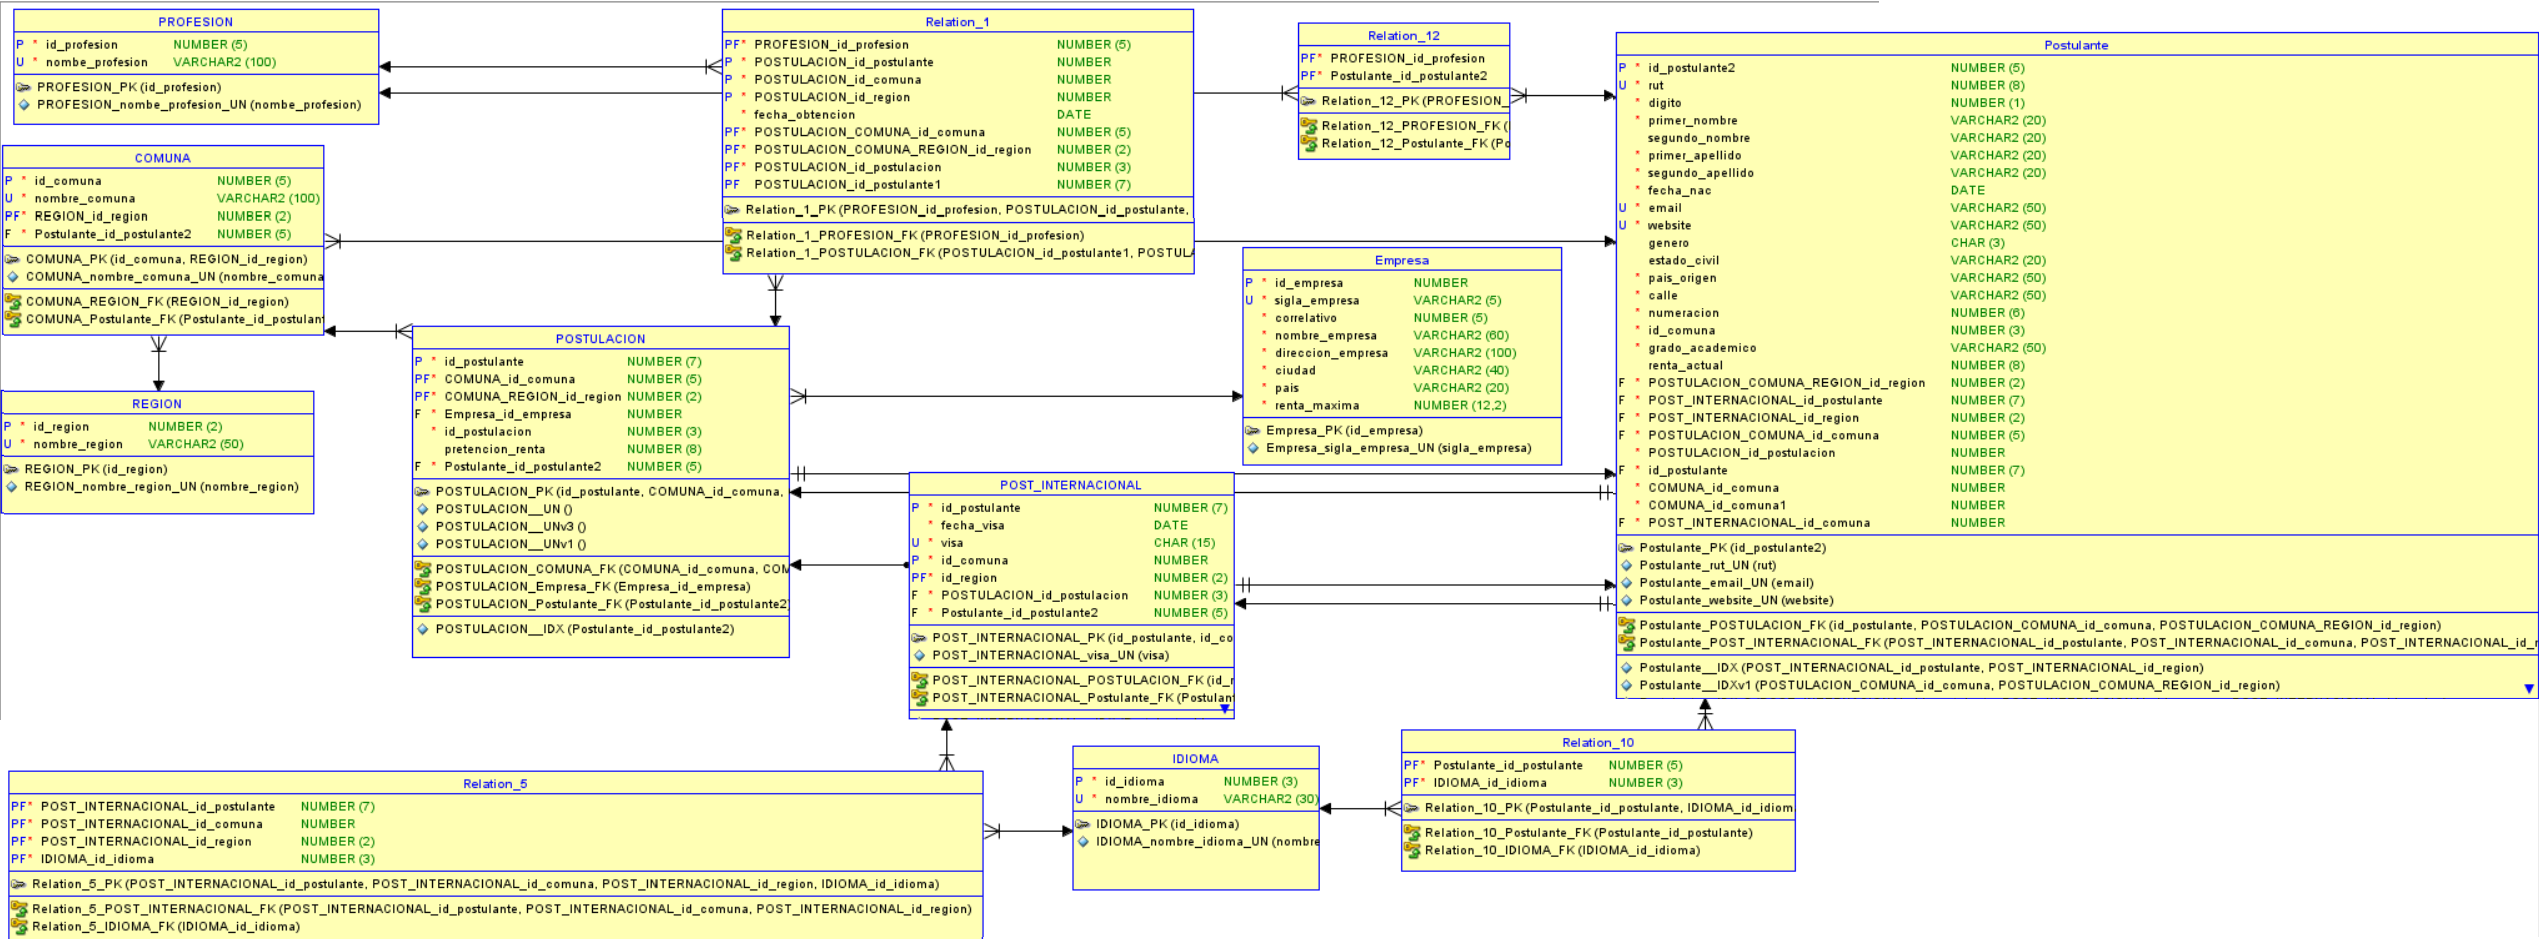 PROFESION
P * id_profesion NUMBER (5)
U * nombe_profesion VARCHAR2 (100)
PROFESION_PK (id_profesion)
PROFESION_nombe_profesion_UN (nombe_profesion)
Relation_1
PF* PROFESION_id_profesion NUMBER (5)
P * POSTULACION_id_postulante NUMBER
P * POSTULACION_id_comuna NUMBER
P * POSTULACION_id_region NUMBER
* fecha_obtencion DATE
PF* POSTULACION_COMUNA_id_comuna NUMBER (5)
PF* POSTULACION_COMUNA_REGION_id_region NUMBER (2)
PF* POSTULACION_id_postulacion NUMBER (3)
PF POSTULACION_id_postulante1 NUMBER (7)
Relation_1_PK (PROFESION_id_profesion, POSTULACION_id_postulante,
Relation_1_PROFESION_FK (PROFESION_id_profesion)
Relation_1_POSTULACION_FK (POSTULACION_id_postulante1, POSTULA
Relation_12
PF* PROFESION_id_profesion
PF* Postulante_id_postulante2
Relation_12_PK (PROFESION_
Relation_12_PROFESION_FK (
Relation_12_Postulante_FK (Po
Postulante
P * id_postulante2 NUMBER (5)
U * rut NUMBER (8)
* digito NUMBER (1)
* primer_nombre VARCHAR2 (20)
segundo_nombre VARCHAR2 (20)
* primer_apellido VARCHAR2 (20)
* segundo_apellido VARCHAR2 (20)
* fecha_nac DATE
U * email VARCHAR2 (50)
U * website VARCHAR2 (50)
genero CHAR (3)
estado_civil VARCHAR2 (20)
* pais_origen VARCHAR2 (50)
* calle VARCHAR2 (50)
* numeracion NUMBER (6)
* id_comuna NUMBER (3)
* grado_academico VARCHAR2 (50)
renta_actual NUMBER (8)
F * POSTULACION_COMUNA_REGION_id_region NUMBER (2)
F * POST_INTERNACIONAL_id_postulante NUMBER (7)
F * POST_INTERNACIONAL_id_region NUMBER (2)
F * POSTULACION_COMUNA_id_comuna NUMBER (5)
* POSTULACION_id_postulacion NUMBER
F * id_postulante NUMBER (7)
* COMUNA_id_comuna NUMBER
* COMUNA_id_comuna1 NUMBER
F * POST_INTERNACIONAL_id_comuna NUMBER
Postulante_PK (id_postulante2)
Postulante_rut_UN (rut)
Postulante_email_UN (email)
Postulante_website_UN (website)
Postulante_POSTULACION_FK (id_postulante, POSTULACION_COMUNA_id_comuna, POSTULACION_COMUNA_REGION_id_region)
Postulante_POST_INTERNACIONAL_FK (POST_INTERNACIONAL_id_postulante, POST_INTERNACIONAL_id_comuna, POST_INTERNACIONAL_id_r
Postulante__IDX (POST_INTERNACIONAL_id_postulante, POST_INTERNACIONAL_id_region)
Postulante__IDXv1 (POSTULACION_COMUNA_id_comuna, POSTULACION_COMUNA_REGION_id_region)
COMUNA
P * id_comuna NUMBER (5)
U * nombre_comuna VARCHAR2 (100)
PF* REGION_id_region NUMBER (2)
F * Postulante_id_postulante2 NUMBER (5)
COMUNA_PK (id_comuna, REGION_id_region)
COMUNA_nombre_comuna_UN (nombre_comuna
COMUNA_REGION_FK (REGION_id_region)
COMUNA_Postulante_FK (Postulante_id_postulan
Empresa
P * id_empresa NUMBER
U * sigla_empresa VARCHAR2 (5)
* correlativo NUMBER (5)
* nombre_empresa VARCHAR2 (60)
* direccion_empresa VARCHAR2 (100)
* ciudad VARCHAR2 (40)
* pais VARCHAR2 (20)
* renta_maxima NUMBER (12,2)
Empresa_PK (id_empresa)
Empresa_sigla_empresa_UN (sigla_empresa)
POSTULACION
P * id_postulante NUMBER (7)
PF* COMUNA_id_comuna NUMBER (5)
PF* COMUNA_REGION_id_region NUMBER (2)
F * Empresa_id_empresa NUMBER
* id_postulacion NUMBER (3)
pretencion_renta NUMBER (8)
F * Postulante_id_postulante2 NUMBER (5)
POSTULACION_PK (id_postulante, COMUNA_id_comuna,
POSTULACION__UN ()
POSTULACION__UNv3 ()
POSTULACION__UNv1 ()
POSTULACION_COMUNA_FK (COMUNA_id_comuna, COM
POSTULACION_Empresa_FK (Empresa_id_empresa)
POSTULACION_Postulante_FK (Postulante_id_postulante2)
POSTULACION__IDX (Postulante_id_postulante2)
REGION
P * id_region NUMBER (2)
U * nombre_region VARCHAR2 (50)
REGION_PK (id_region)
REGION_nombre_region_UN (nombre_region)
POST_INTERNACIONAL
P * id_postulante NUMBER (7)
* fecha_visa DATE
U * visa CHAR (15)
P * id_comuna NUMBER
PF* id_region NUMBER (2)
F * POSTULACION_id_postulacion NUMBER (3)
F * Postulante_id_postulante2 NUMBER (5)
POST_INTERNACIONAL_PK (id_postulante, id_co
POST_INTERNACIONAL_visa_UN (visa)
POST_INTERNACIONAL_POSTULACION_FK (id_r
POST_INTERNACIONAL_Postulante_FK (Postulan
Relation_5
PF* POST_INTERNACIONAL_id_postulante NUMBER (7)
PF* POST_INTERNACIONAL_id_comuna NUMBER
PF* POST_INTERNACIONAL_id_region NUMBER (2)
PF* IDIOMA_id_idioma NUMBER (3)
Relation_5_PK (POST_INTERNACIONAL_id_postulante, POST_INTERNACIONAL_id_comuna, POST_INTERNACIONAL_id_region, IDIOMA_id_idioma)
Relation_5_POST_INTERNACIONAL_FK (POST_INTERNACIONAL_id_postulante, POST_INTERNACIONAL_id_comuna, POST_INTERNACIONAL_id_region)
Relation_5_IDIOMA_FK (IDIOMA_id_idioma)
IDIOMA
P * id_idioma NUMBER (3)
U * nombre_idioma VARCHAR2 (30)
IDIOMA_PK (id_idioma)
IDIOMA_nombre_idioma_UN (nombre
Relation_10
PF* Postulante_id_postulante NUMBER (5)
PF* IDIOMA_id_idioma NUMBER (3)
Relation_10_PK (Postulante_id_postulante, IDIOMA_id_idiom
Relation_10_Postulante_FK (Postulante_id_postulante)
Relation_10_IDIOMA_FK (IDIOMA_id_idioma)